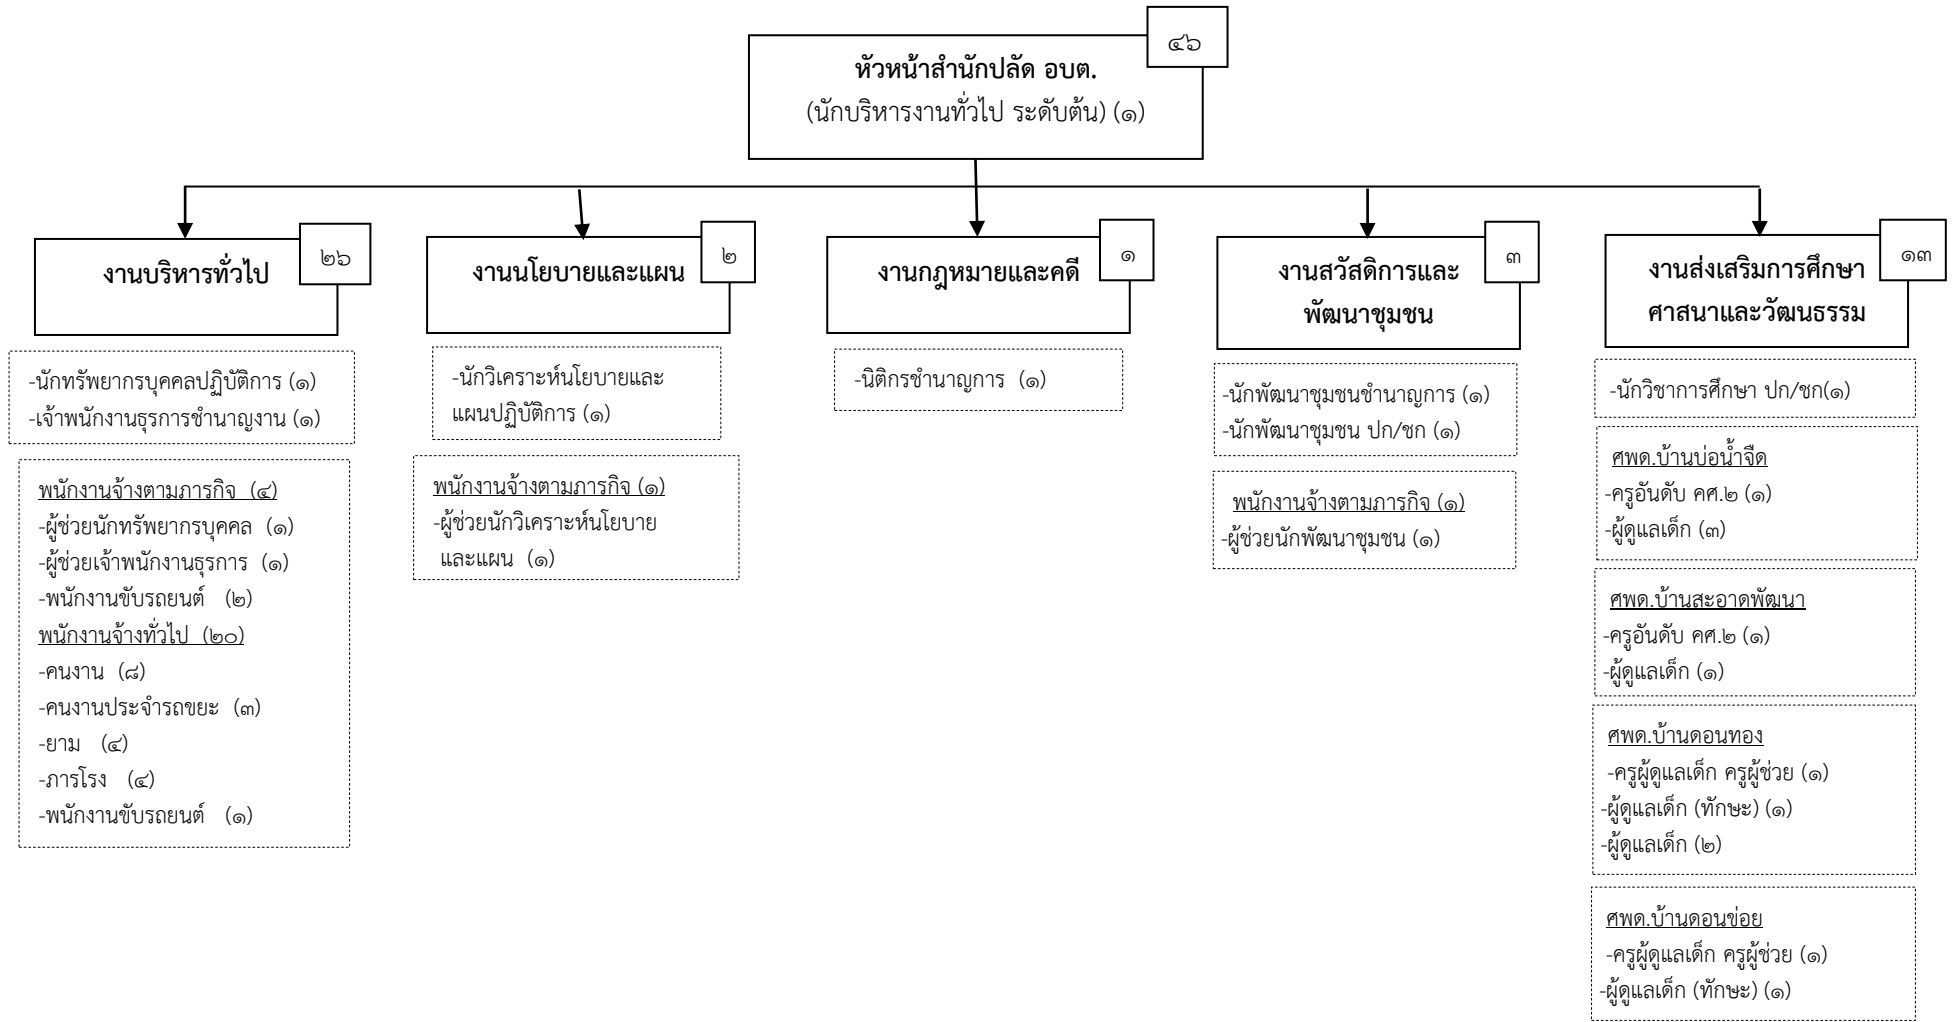 ๔๖
หัวหน้าสำนักปลัด อบต.
(นักบริหารงานทั่วไป ระดับต้น) (๑)
๒๖
งานบริหารทั่วไป
-นักทรัพยากรบุคคลปฏิบัติการ (๑)
-เจ้าพนักงานธุรการชำนาญงาน (๑)
พนักงานจ้างตามภารกิจ (๔)
-ผู้ช่วยนักทรัพยากรบุคคล (๑)
-ผู้ช่วยเจ้าพนักงานธุรการ (๑)
-พนักงานขับรถยนต์ (๒)
พนักงานจ้างทั่วไป (๒๐)
-คนงาน (๘)
-คนงานประจำรถขยะ (๓)
-ยาม (๔)
-ภารโรง (๔)
-พนักงานขับรถยนต์ (๑)
๒
งานนโยบายและแผน
-นักวิเคราะห์นโยบายและ
แผนปฏิบัติการ (๑)
พนักงานจ้างตามภารกิจ (๑)
-ผู้ช่วยนักวิเคราะห์นโยบาย
และแผน (๑)
๑
งานกฎหมายและคดี
-นิติกรชำนาญการ (๑)
๓
งานสวัสดิการและ
พัฒนาชุมชน
-นักพัฒนาชุมชนชำนาญการ (๑)
-นักพัฒนาชุมชน ปก/ชก (๑)
พนักงานจ้างตามภารกิจ (๑)
-ผู้ช่วยนักพัฒนาชุมชน (๑)
๑๓
งานส่งเสริมการศึกษา
ศาสนาและวัฒนธรรม
-นักวิชาการศึกษา ปก/ชก(๑)
ศพด.บ้านบ่อน้ำจืด
-ครูอันดับ คศ.๒ (๑)
-ผู้ดูแลเด็ก (๓)
ศพด.บ้านสะอาดพัฒนา
-ครูอันดับ คศ.๒ (๑)
-ผู้ดูแลเด็ก (๑)
ศพด.บ้านดอนทอง
-ครูผู้ดูแลเด็ก ครูผู้ช่วย (๑)
-ผู้ดูแลเด็ก (ทักษะ) (๑)
-ผู้ดูแลเด็ก (๒)
ศพด.บ้านดอนข่อย
-ครูผู้ดูแลเด็ก ครูผู้ช่วย (๑)
-ผู้ดูแลเด็ก (ทักษะ) (๑)